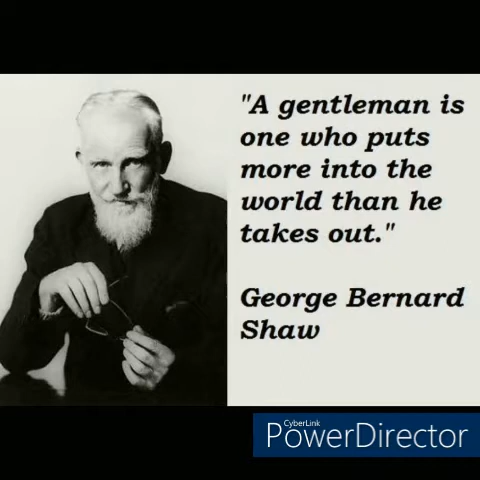 "A gentleman is
one who puts
more into the
world than he
takes out."
George Bernard
Shaw
CyberLink
PowerDirector